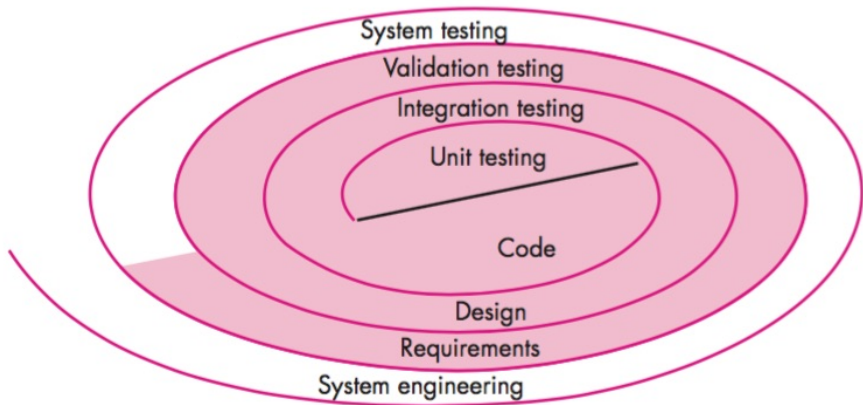 System testing
Validation testing
Integration testing
Unit testing
Code
Design
Requirements
System engineering